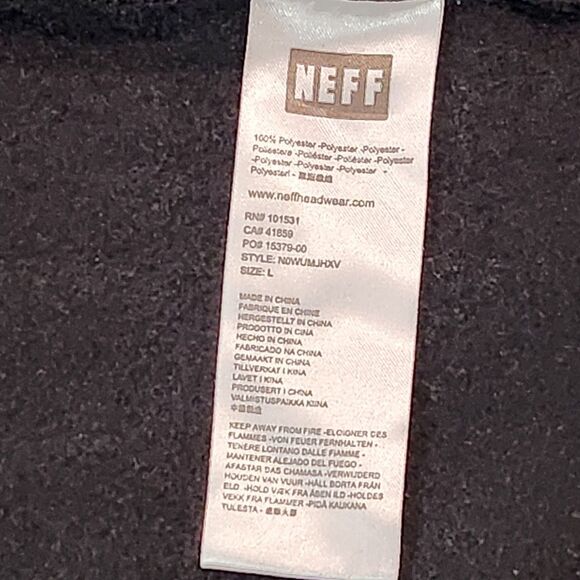 NEFF
100% Polyester -Polyester -Polyester -
Poliestere -Poliéster -Poliéster -Polyester
-Polyester -Polyester -Polyester -
Polyesteri -
www.neffheadwear.com
RN# 101531
CA# 41859
PO# 15379-00
STYLE: N0WUMJHXV
SIZE: L
MADE IN CHINA
FABRIQUE EN CHINE
HERGESTELLT IN CHINA
PRODOTTO IN CINA
HECHO IN CHINA
FABRICADO NA CHINA
GEMAAKT IN CHINA
TILLVERKAT I KINA
LAVET I KINA
PRODUSERT I CHINA
VALMISTUSPAIKKA KIINA
中國製造
KEEP AWAY FROM FIRE -ELOIGNER DES
FLAMMES -VON FEUER FERNHALTEN -
TENERE LONTANO DALLE FIAMME -
MANTENER ALEJADO DEL FUEGO -
AFASTAR DAS CHAMASA -VERWIJDERD
HOUDEN VAN VUUR -HÅLL BORTA FRÅN
ELD -HOLD VÆK FRA ÅBEN ILD -HOLDES
VEKK FRA FLAMMER -PIDÄ KAUKANA
TULESTA -